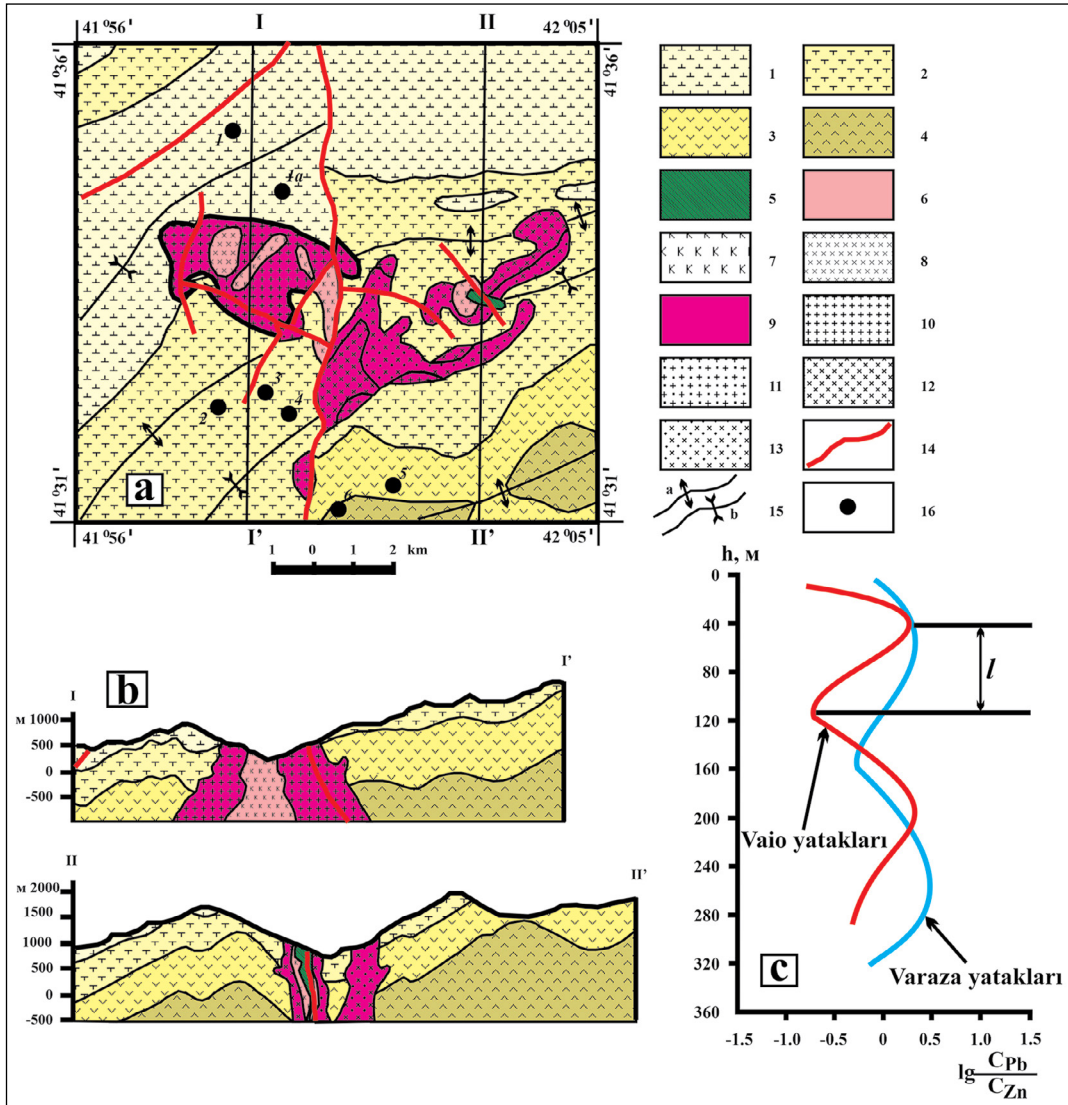 41 °56' I II 42 °05'
41 °36' 41 °36'
1
1a
2 3 4
5
6
a
41 °31' 41 °31'
41 °56' I' II' 42 °05'
1 0 1 2 km
1 2
3 4
5 6
7 8
9 10
11 12
13 14
a b 15 16
b
I I'
м 1000
500
0
-500
II II'
м 2000
1500
1000
500
0
-500
h, м
0
40
80
120
160
200
240
280
320
360
l
Vaio yatakları
Varaza yatakları
c
-1.5 -1.0 -0.5 0 0.5 1.0 1.5
lg C_Pb
C_Zn